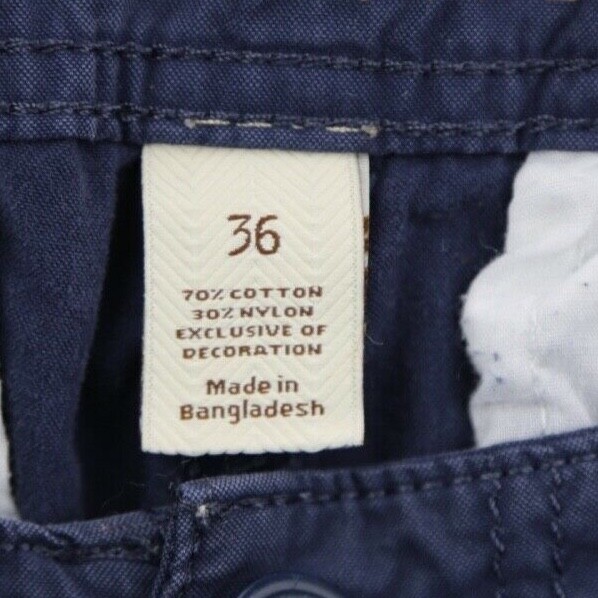 36
70% COTTON
30% NYLON
EXCLUSIVE OF
DECORATION
Made in
Bangladesh